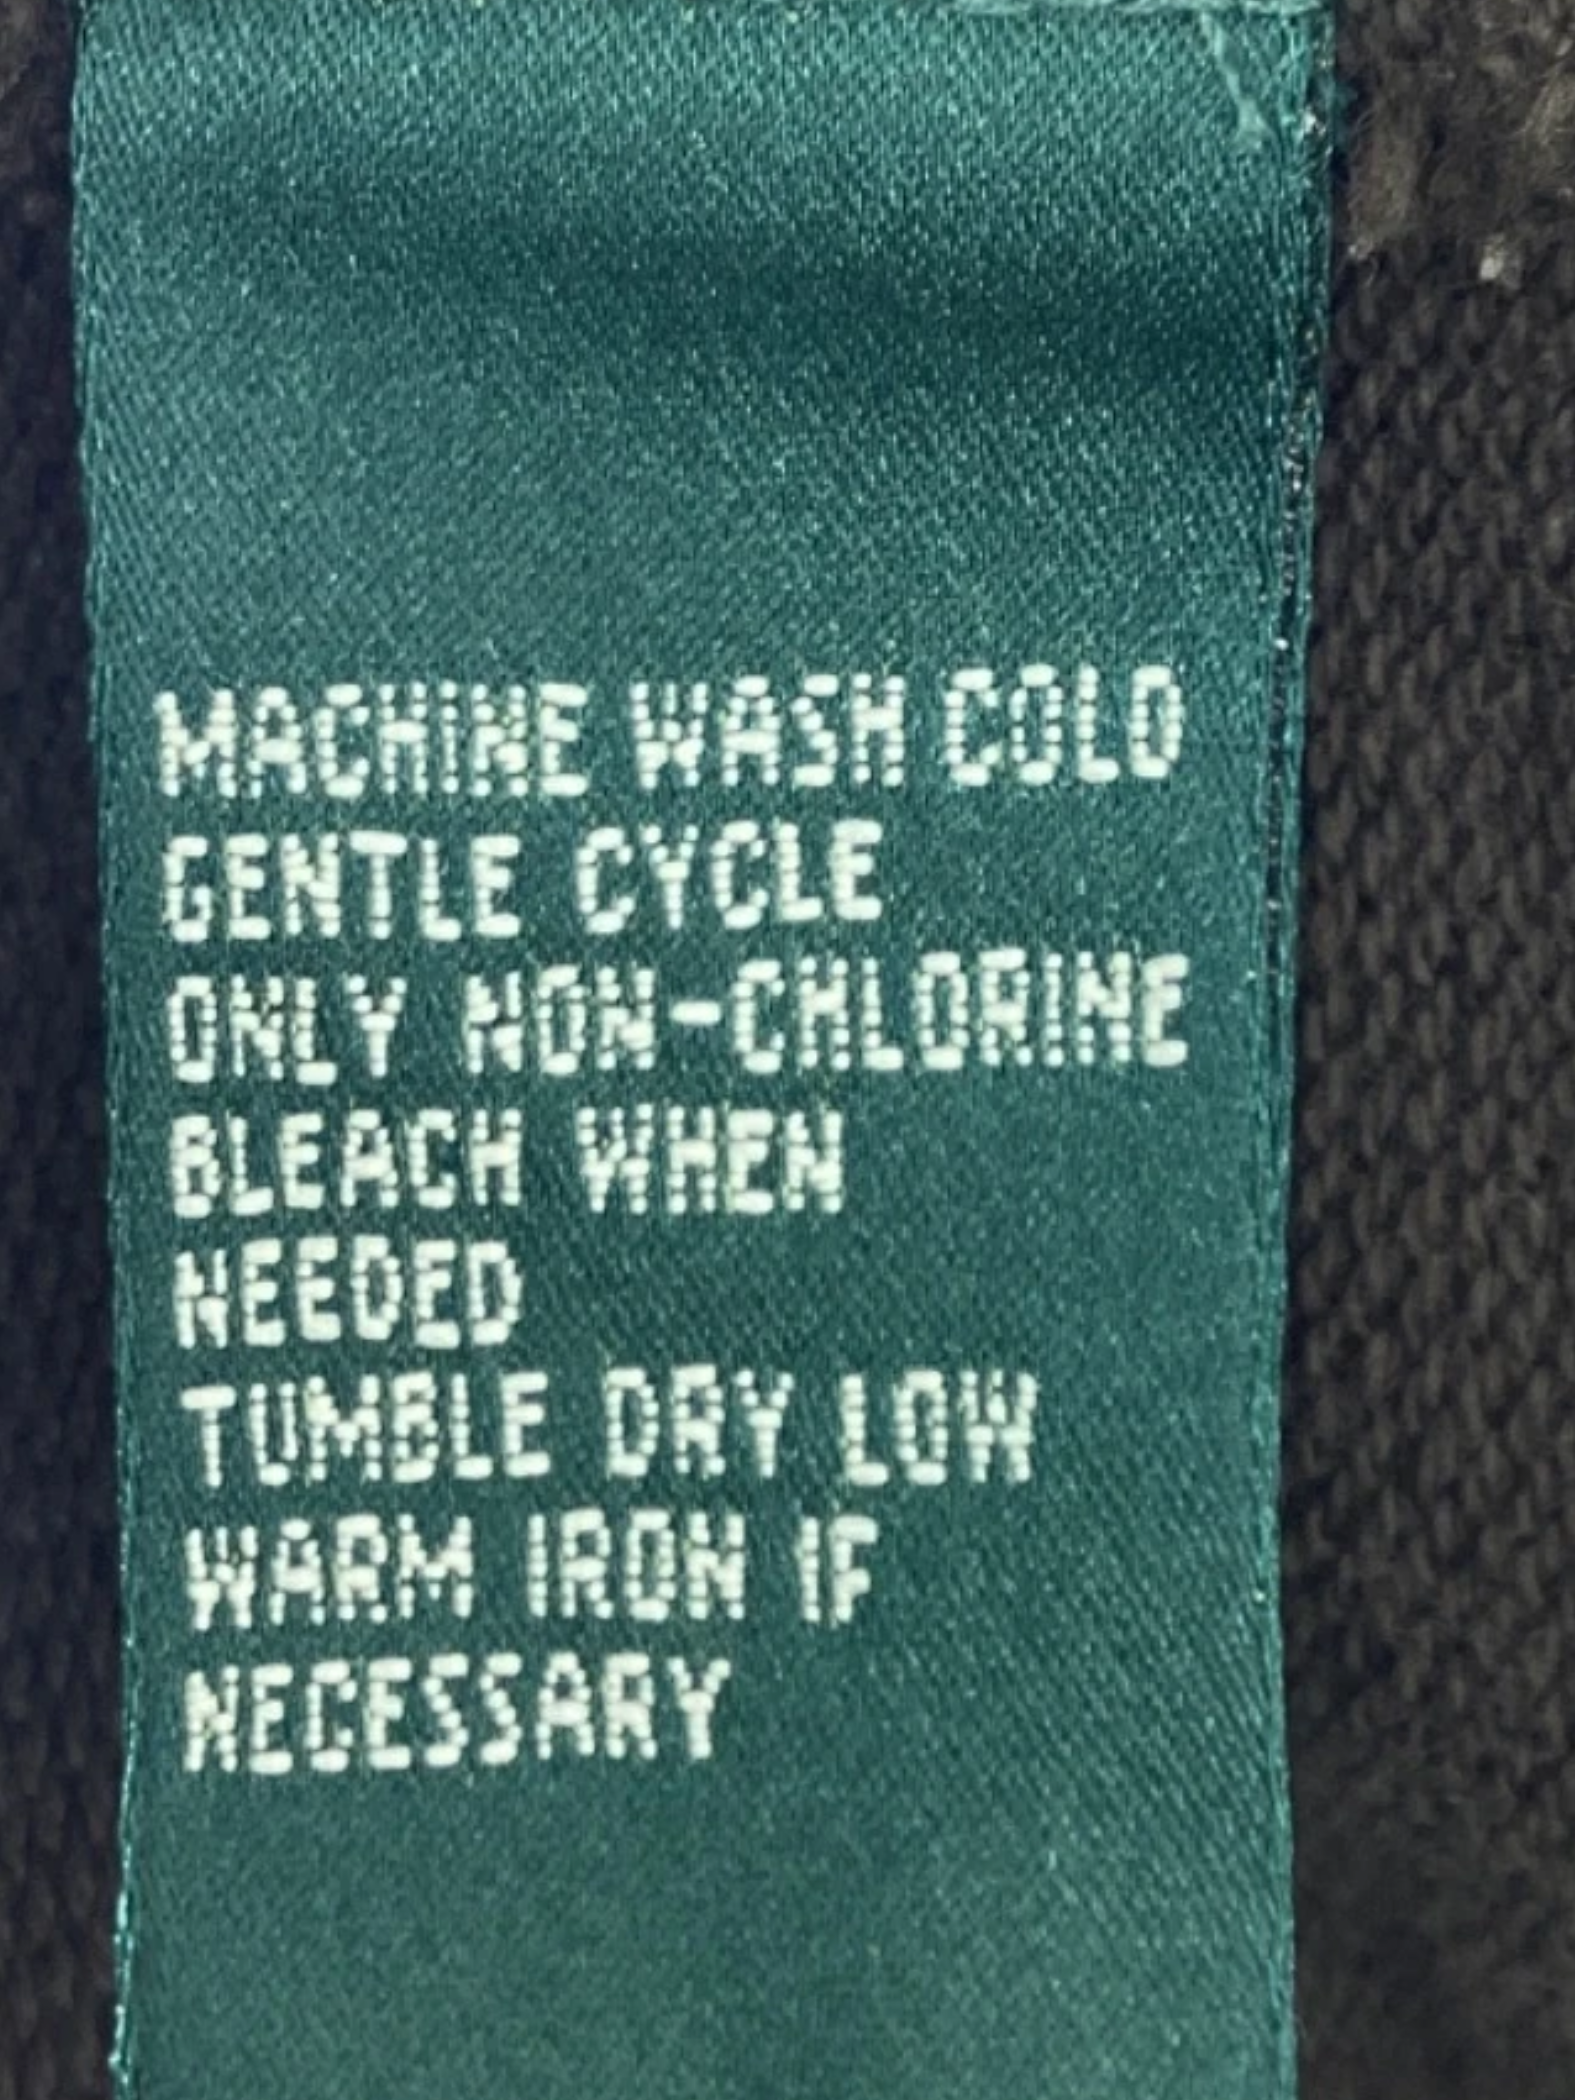 MACHINE WASH COLD
GENTLE CYCLE
ONLY NON-CHLORINE
BLEACH WHEN
NEEDED
TUMBLE DRY LOW
WARM IRON IF
NECESSARY